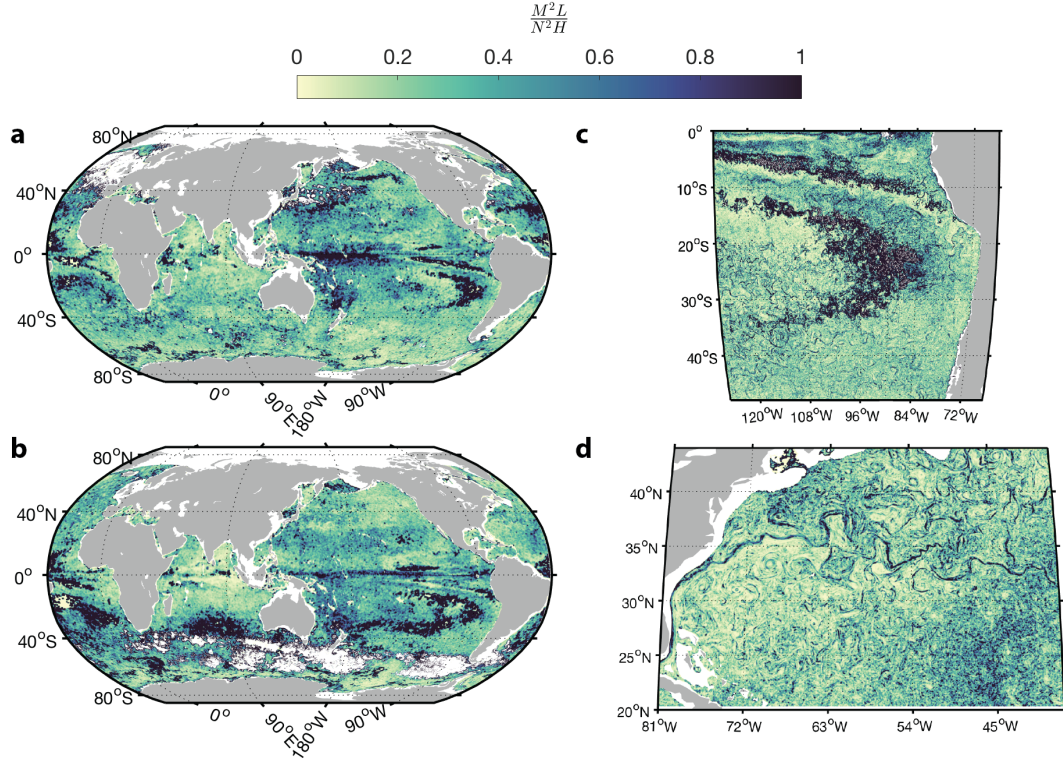 M²L
N²H
0 0.2 0.4 0.6 0.8 1
a
80°N
40°N
0°
40°S
80°S
0°
90°E
180°W
90°W
c
0°
10°S
20°S
30°S
40°S
120°W 108°W 96°W 84°W 72°W
b
80°N
40°N
0°
40°S
80°S
0°
90°E
180°W
90°W
d
40°N
35°N
30°N
25°N
20°N
81°W 72°W 63°W 54°W 45°W